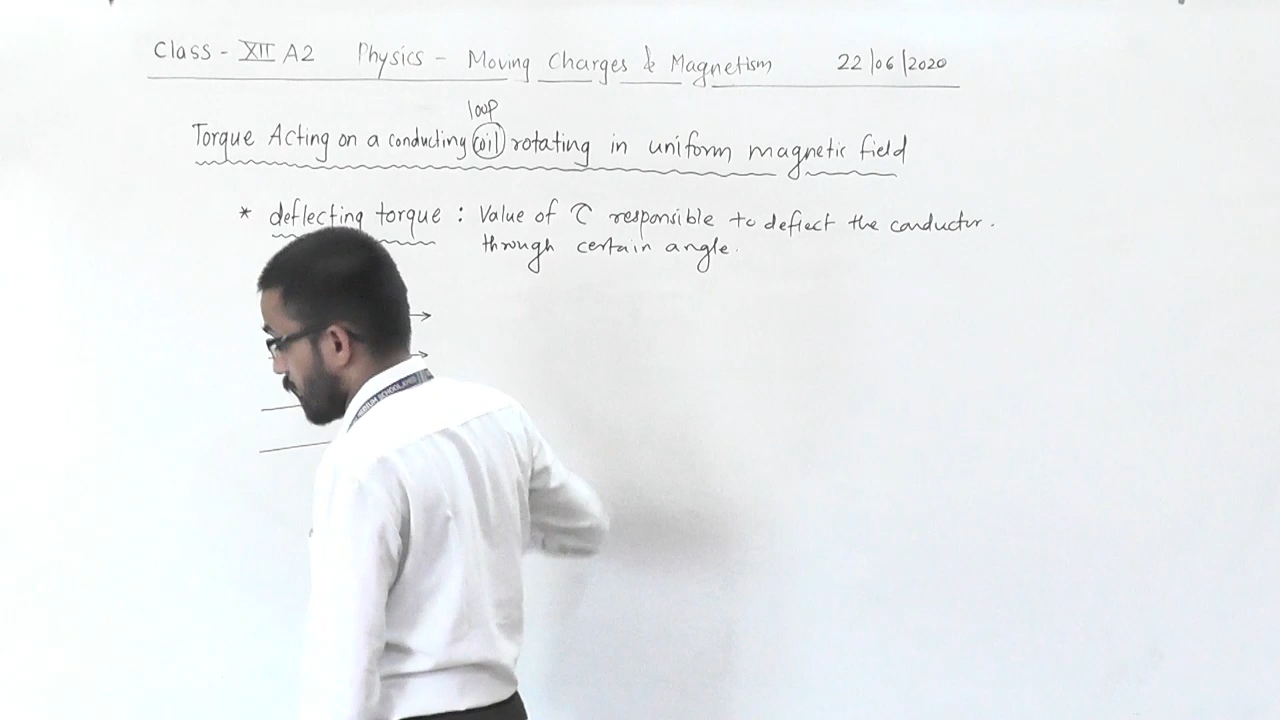 Class - XII A2 Physics - Moving Charges & Magnetism 22/06/2020
loop
Torque Acting on a conducting coil rotating in uniform magnetic field
* deflecting torque : Value of τ responsible to deflect the conductor.
through certain angle.